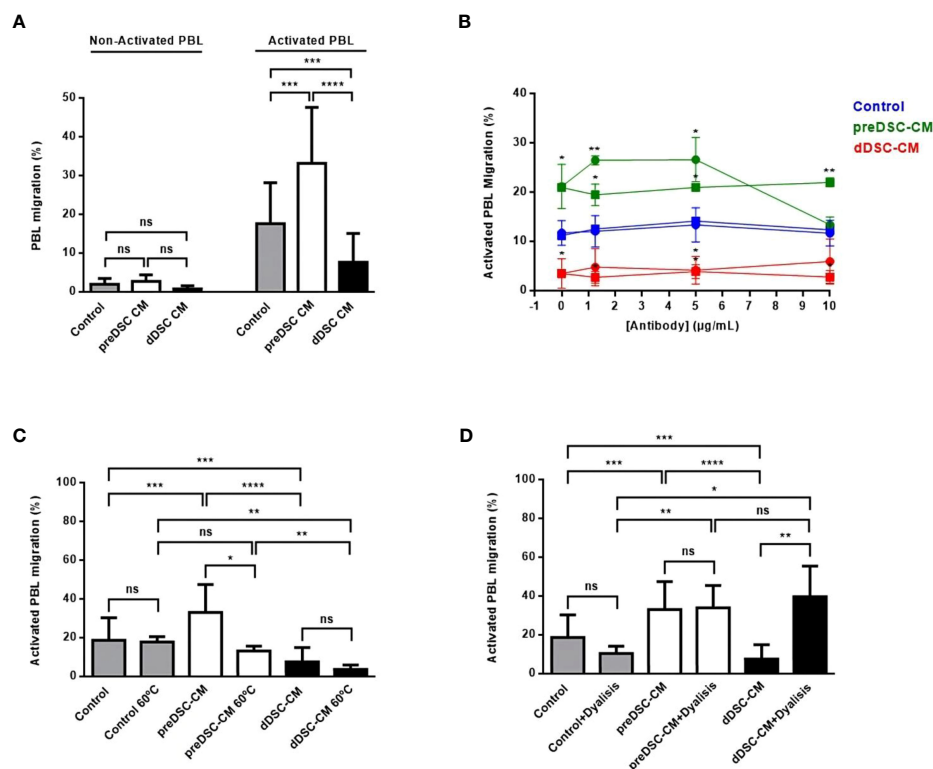 A
Non-Activated PBL
Activated PBL
***
*** ****
ns
ns ns
PBL migration (%)
50
40
30
20
10
0
Control
preDSC CM
dDSC CM
Control
preDSC CM
dDSC CM
B
Control
preDSC-CM
dDSC-CM
Activated PBL Migration (%)
40
30
20
10
0
* ** * * * ** * * *
-1 0 1 2 3 4 5 6 7 8 9 10
[Antibody] (µg/mL)
C
***
*** ****
**
ns **
*
ns
ns
Activated PBL migration (%)
100
80
60
40
20
0
Control
Control 60ºC
preDSC-CM
preDSC-CM 60ºC
dDSC-CM
dDSC-CM 60ºC
D
***
*** ****
*
** ns
ns **
ns
Activated PBL migration (%)
100
80
60
40
20
0
Control
Control+Dyalisis
preDSC-CM
preDSC-CM+Dyalisis
dDSC-CM
dDSC-CM+Dyalisis